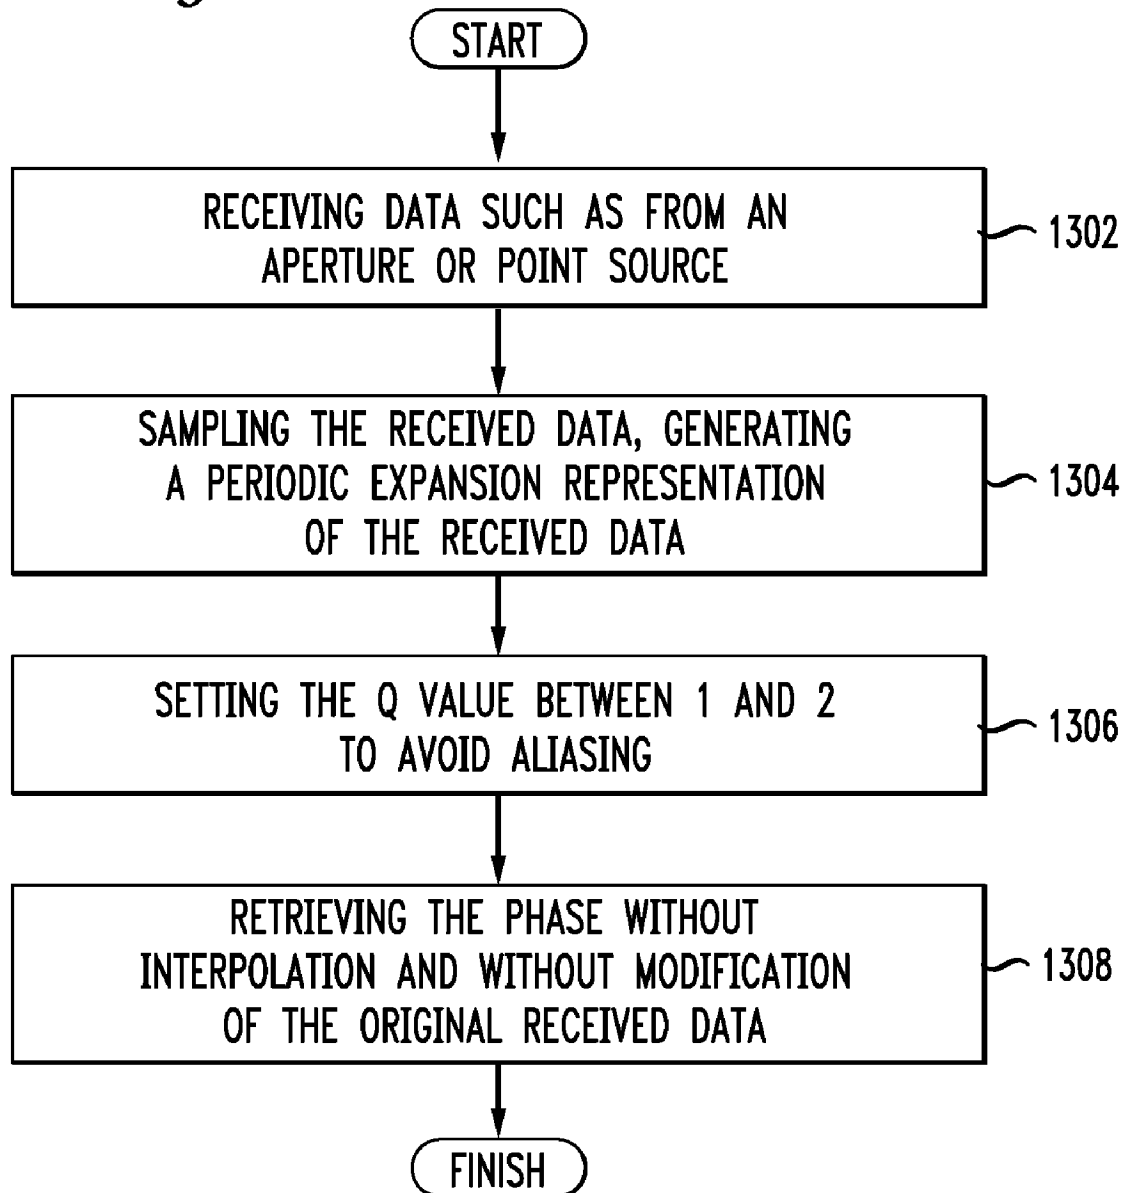 START
RECEIVING DATA SUCH AS FROM AN
APERTURE OR POINT SOURCE
1302
SAMPLING THE RECEIVED DATA, GENERATING
A PERIODIC EXPANSION REPRESENTATION
OF THE RECEIVED DATA
1304
SETTING THE Q VALUE BETWEEN 1 AND 2
TO AVOID ALIASING
1306
RETRIEVING THE PHASE WITHOUT
INTERPOLATION AND WITHOUT MODIFICATION
OF THE ORIGINAL RECEIVED DATA
1308
FINISH